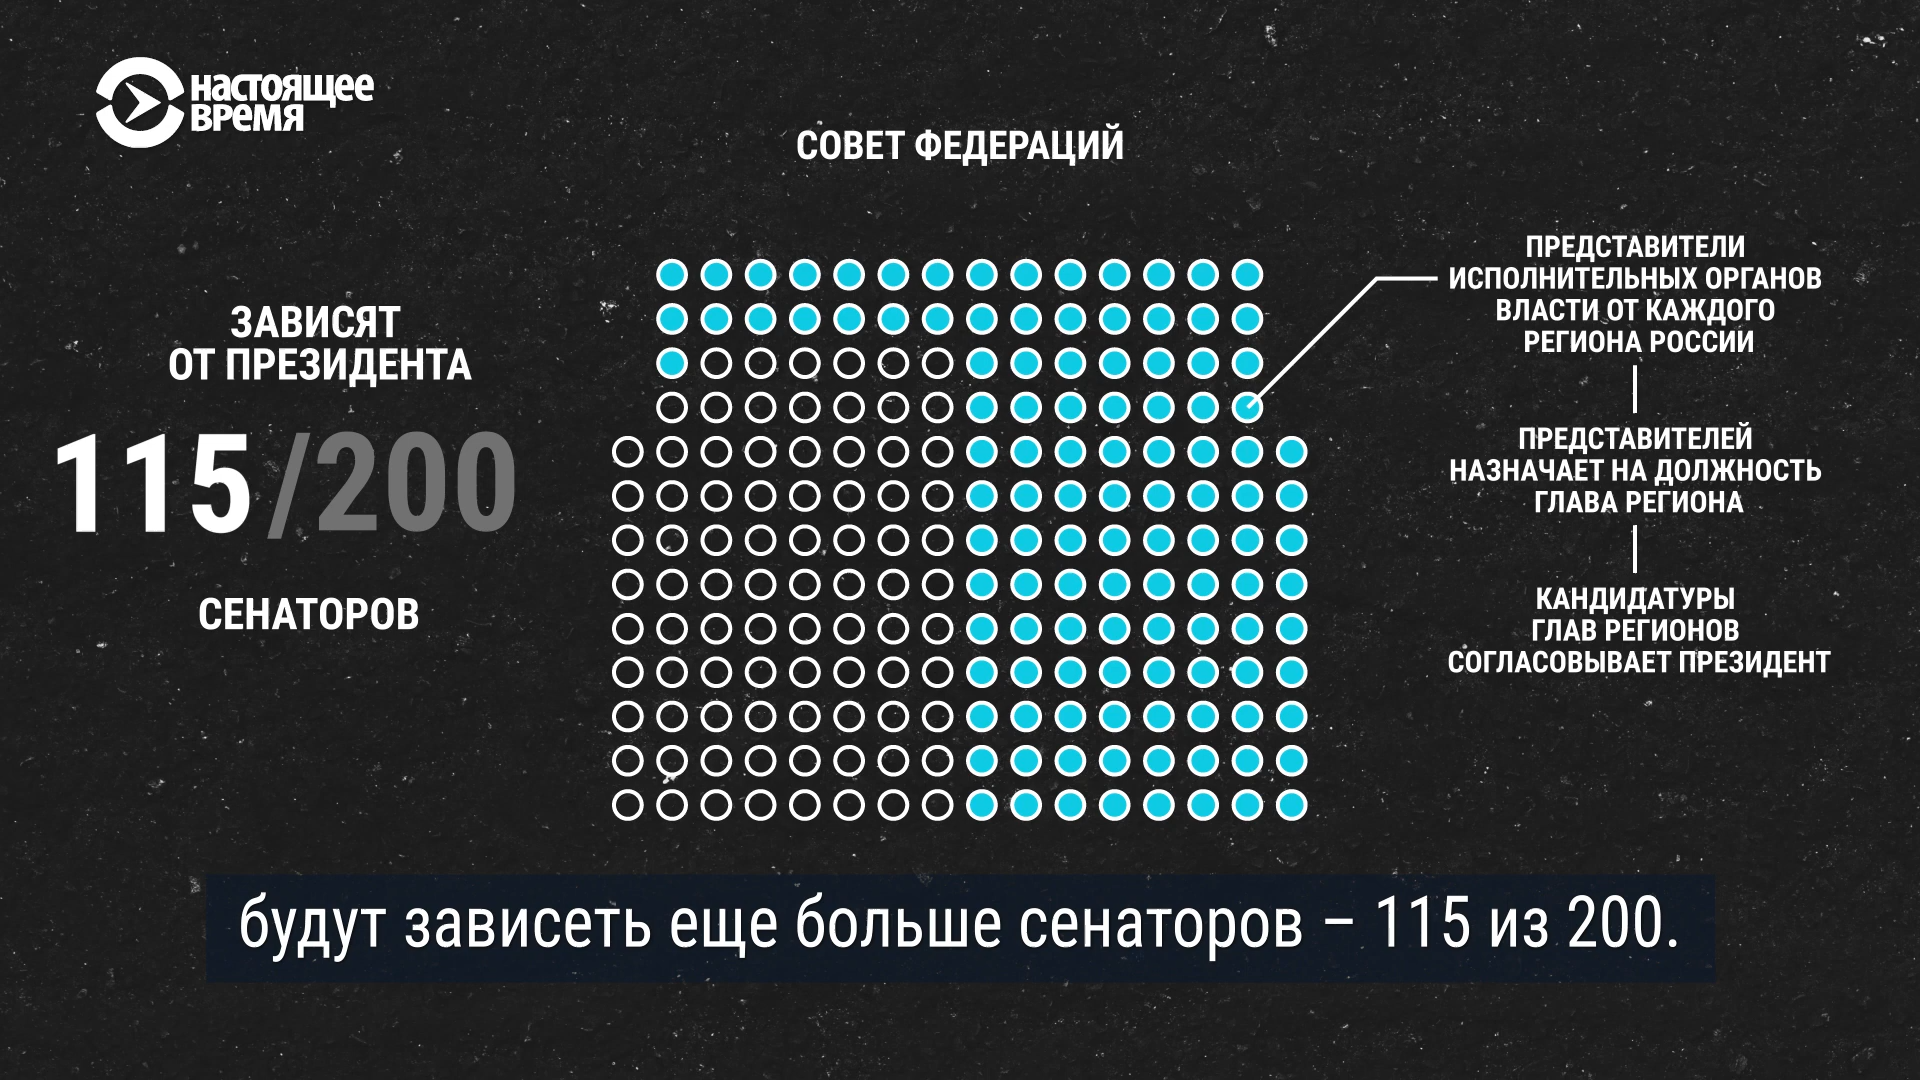 НАСТОЯЩЕЕ
ВРЕМЯ
СОВЕТ ФЕДЕРАЦИЙ
ЗАВИСЯТ
ОТ ПРЕЗИДЕНТА
115/200
СЕНАТОРОВ
ПРЕДСТАВИТЕЛИ
ИСПОЛНИТЕЛЬНЫХ ОРГАНОВ
ВЛАСТИ ОТ КАЖДОГО
РЕГИОНА РОССИИ
ПРЕДСТАВИТЕЛЕЙ
НАЗНАЧАЕТ НА ДОЛЖНОСТЬ
ГЛАВА РЕГИОНА
КАНДИДАТУРЫ
ГЛАВ РЕГИОНОВ
СОГЛАСОВЫВАЕТ ПРЕЗИДЕНТ
будут зависеть еще больше сенаторов – 115 из 200.